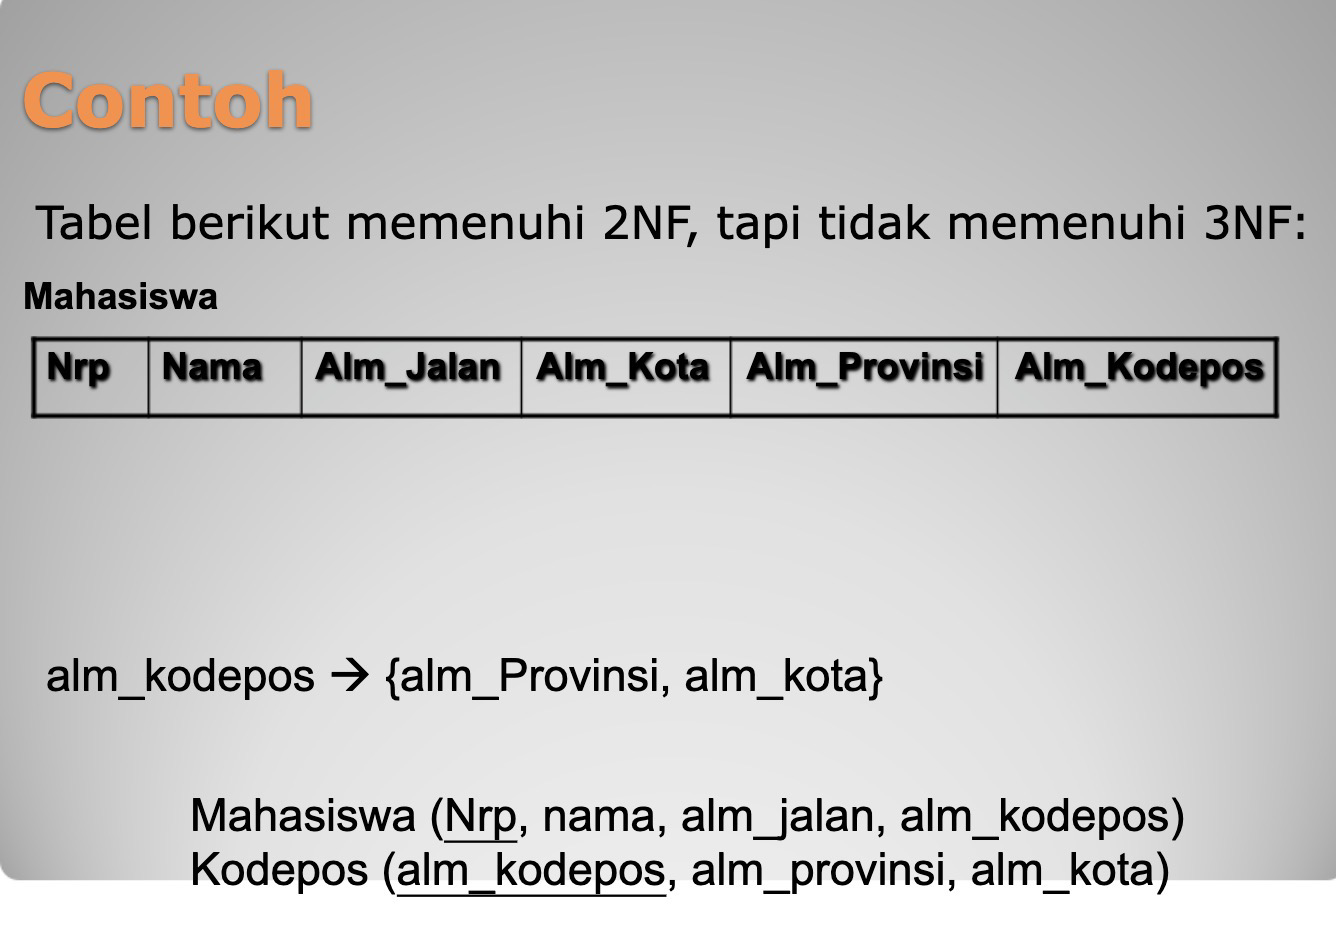 Contoh
Tabel berikut memenuhi 2NF, tapi tidak memenuhi 3NF:
Mahasiswa
Nrp Nama Alm_Jalan Alm_Kota Alm_Provinsi Alm_Kodepos
alm_kodepos → {alm_Provinsi, alm_kota}
Mahasiswa (Nrp, nama, alm_jalan, alm_kodepos)
Kodepos (alm_kodepos, alm_provinsi, alm_kota)